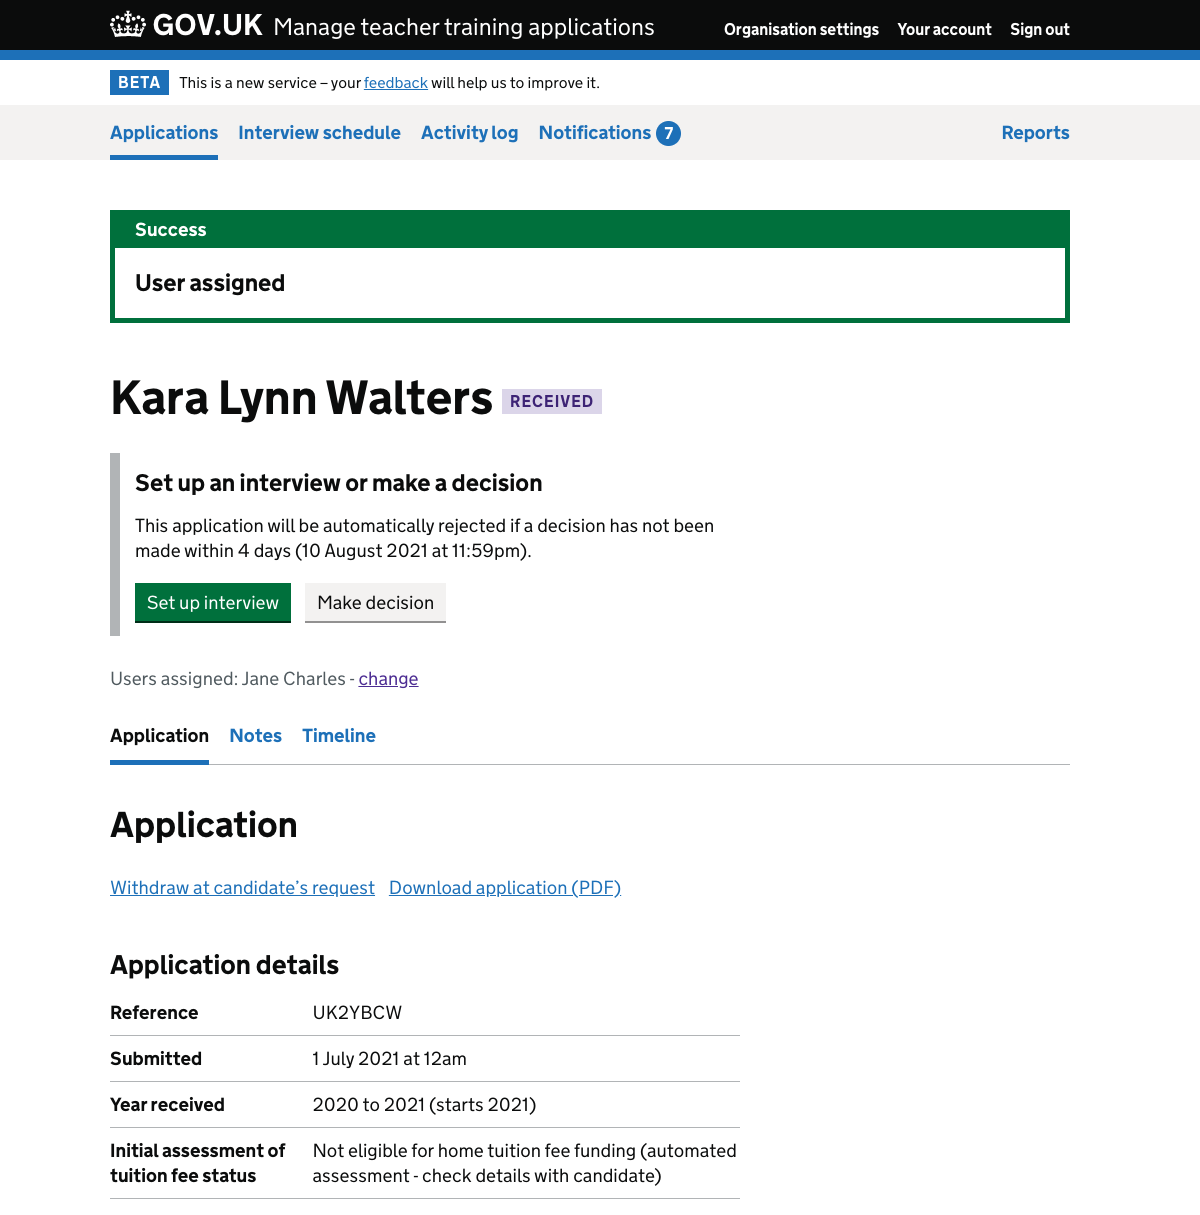 GOV.UK Manage teacher training applications Organisation settings Your account Sign out
BETA This is a new service – your feedback will help us to improve it.
Applications Interview schedule Activity log Notifications 7 Reports
Success
User assigned
Kara Lynn Walters RECEIVED
Set up an interview or make a decision
This application will be automatically rejected if a decision has not been
made within 4 days (10 August 2021 at 11:59pm).
Set up interview Make decision
Users assigned: Jane Charles - change
Application Notes Timeline
Application
Withdraw at candidate’s request Download application (PDF)
Application details
Reference UK2YBCW
Submitted 1 July 2021 at 12am
Year received 2020 to 2021 (starts 2021)
Initial assessment of Not eligible for home tuition fee funding (automated
tuition fee status assessment - check details with candidate)